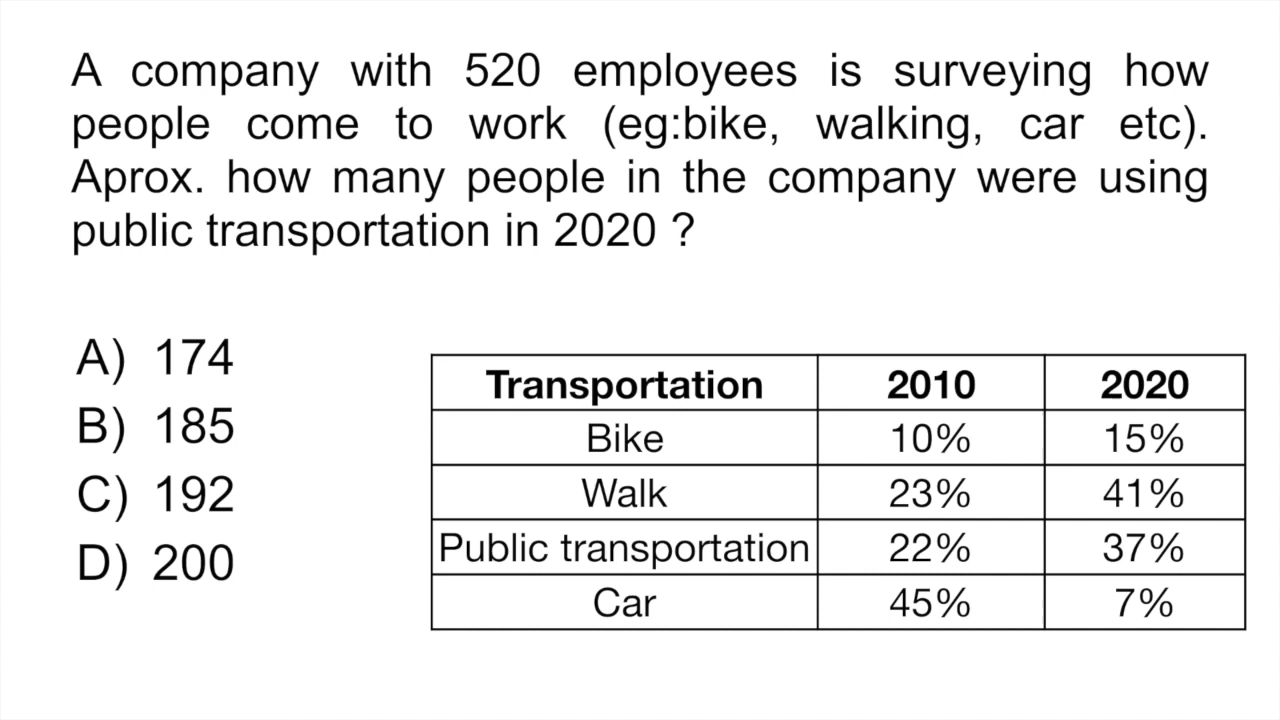 A company with 520 employees is surveying how
people come to work (eg:bike, walking, car etc).
Aprox. how many people in the company were using
public transportation in 2020 ?
A) 174
B) 185
C) 192
D) 200
Transportation 2010 2020
Bike 10% 15%
Walk 23% 41%
Public transportation 22% 37%
Car 45% 7%